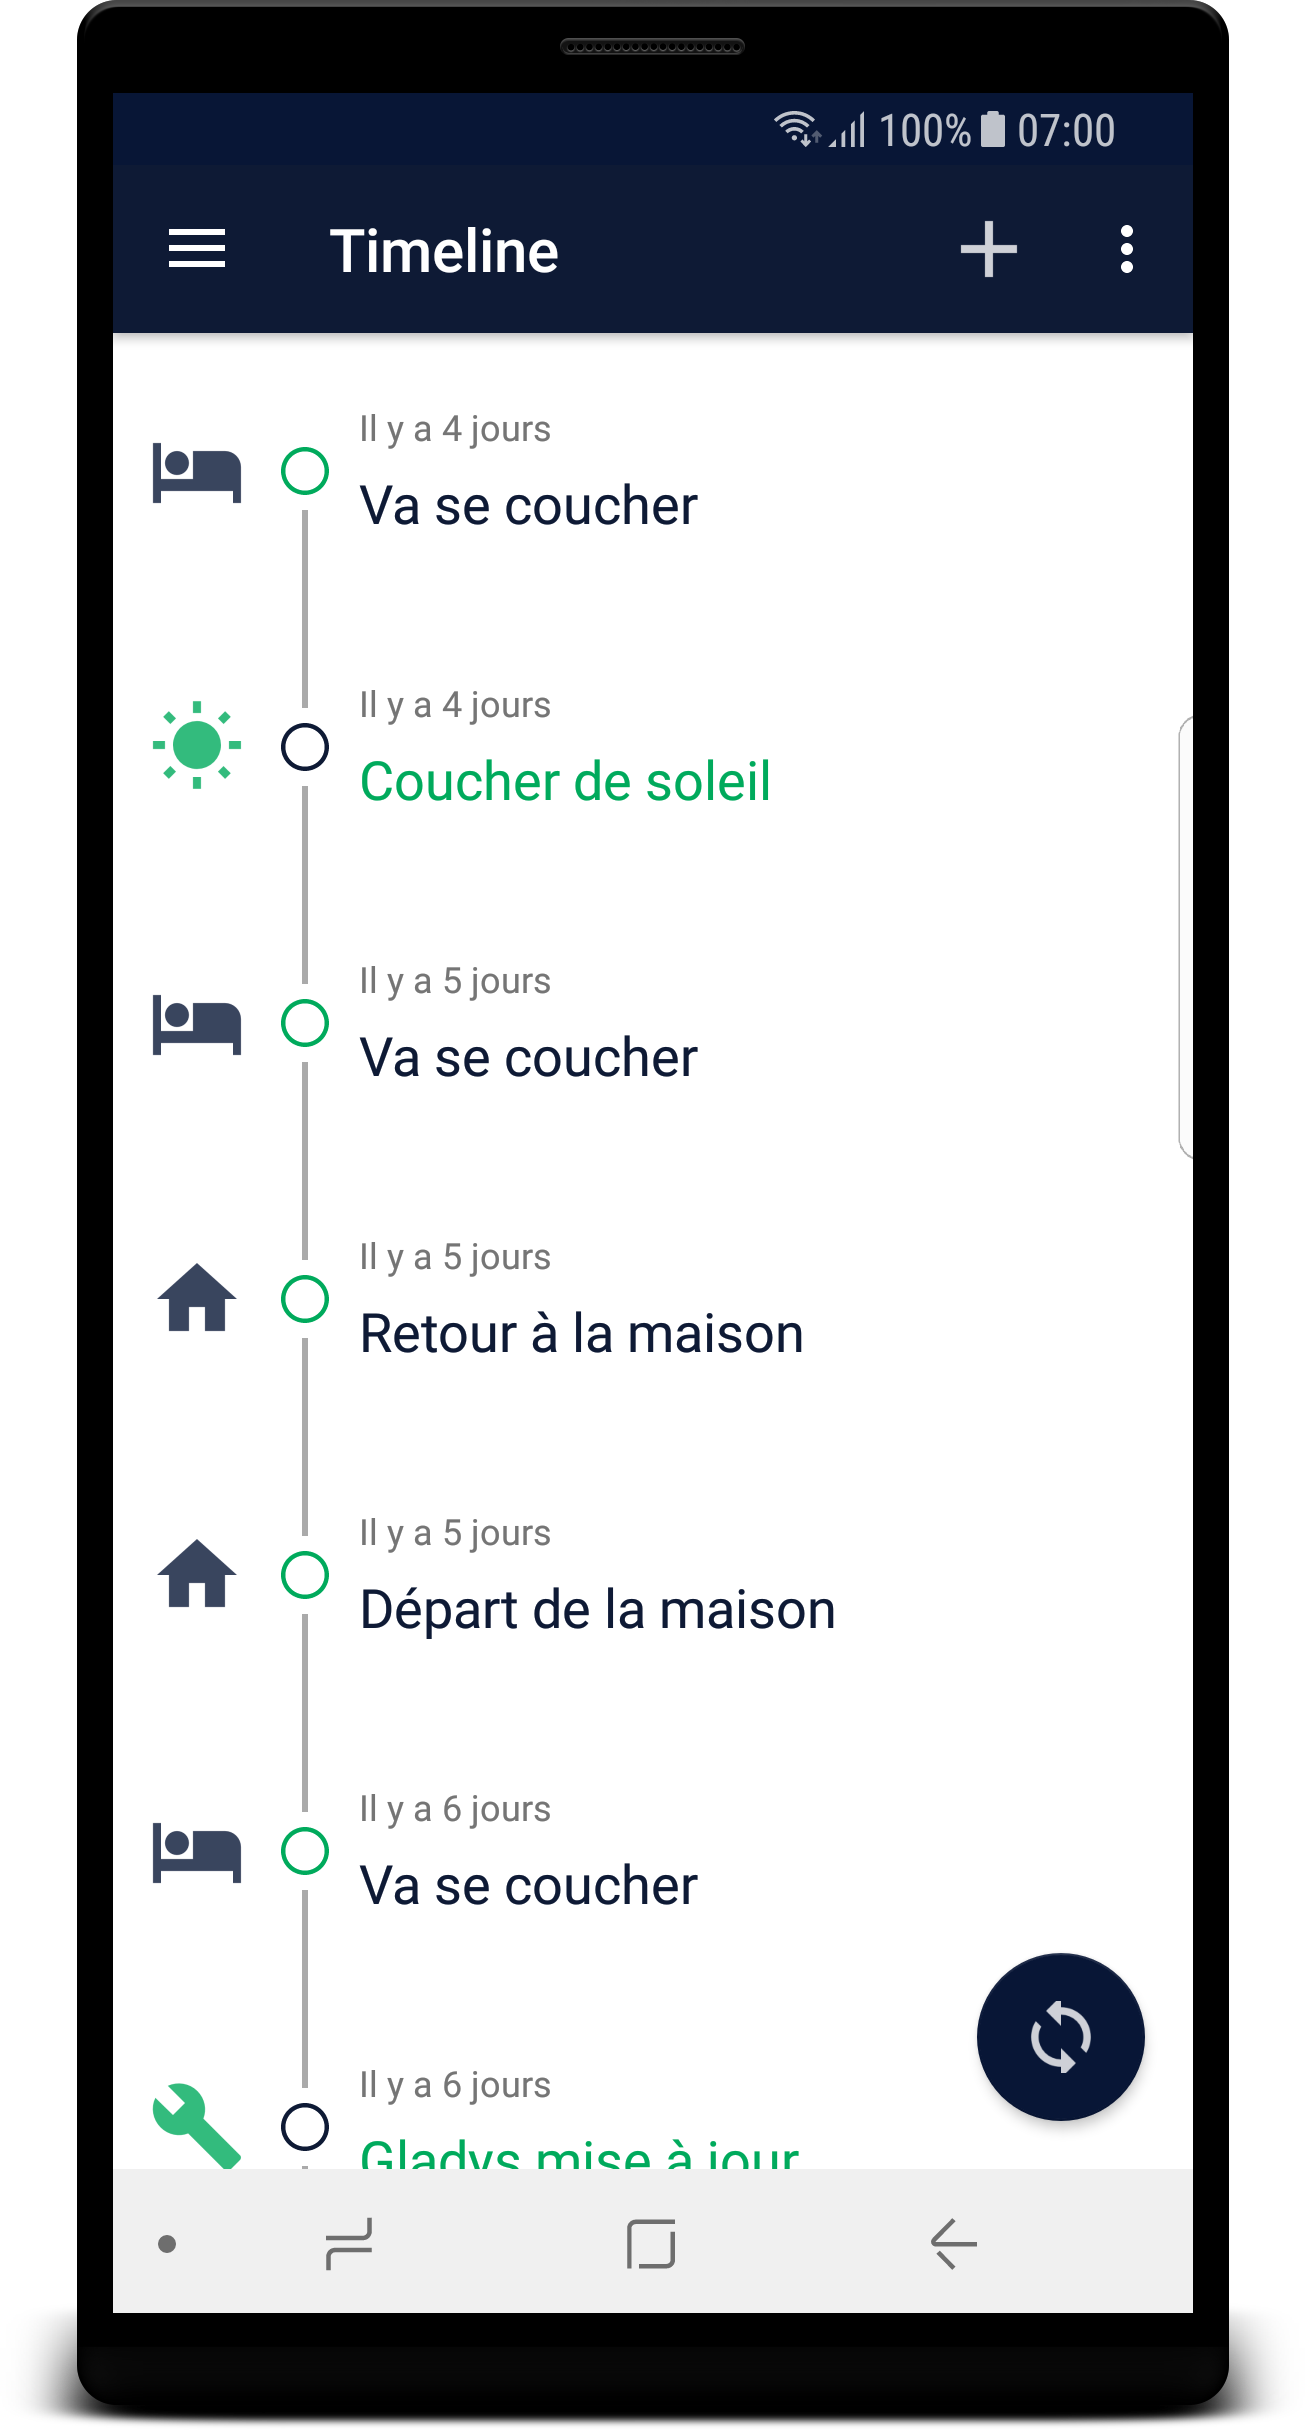 100% 07:00
Timeline
Il y a 4 jours
Va se coucher
Il y a 4 jours
Coucher de soleil
Il y a 5 jours
Va se coucher
Il y a 5 jours
Retour à la maison
Il y a 5 jours
Départ de la maison
Il y a 6 jours
Va se coucher
Il y a 6 jours
Gladys mise à jour